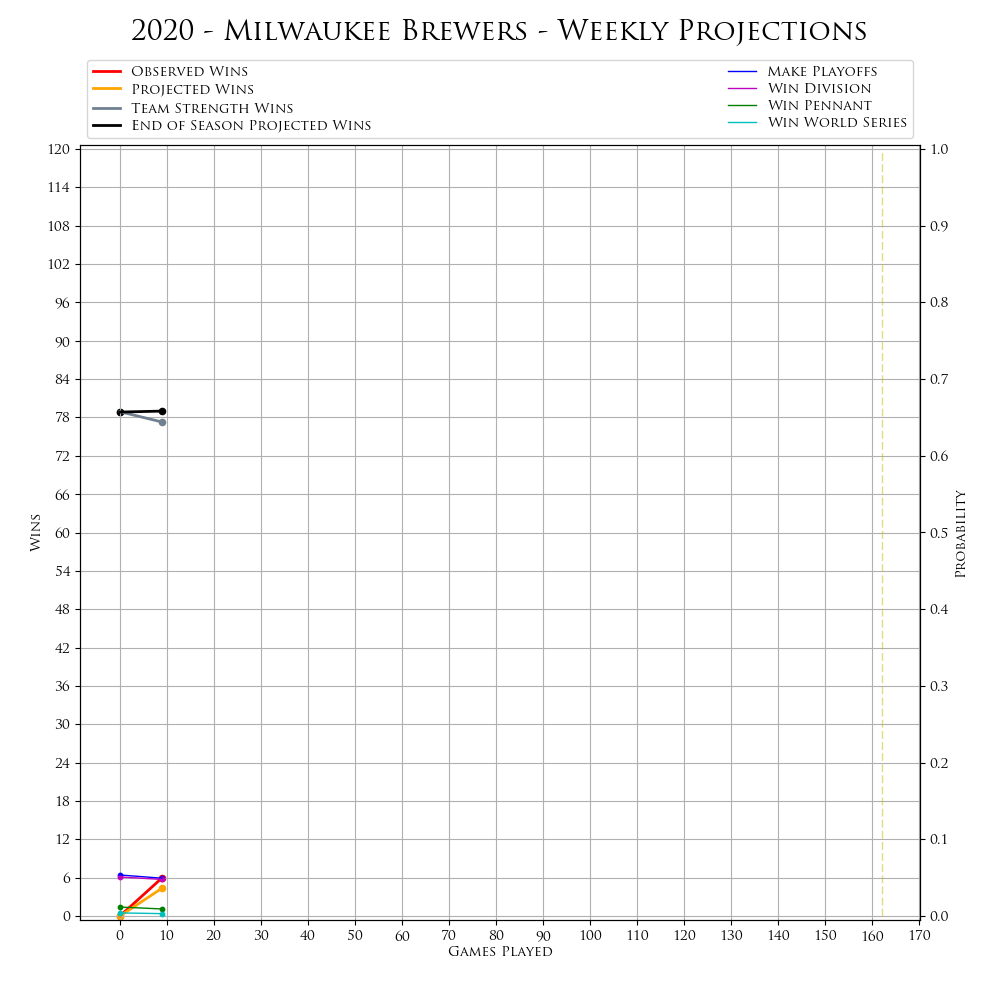 2020 - Milwaukee Brewers - Weekly Projections
Observed Wins
Projected Wins
Team Strength Wins
End of Season Projected Wins
Make Playoffs
Win Division
Win Pennant
Win World Series
120
114
108
102
96
90
84
78
72
66
60
54
48
42
36
30
24
18
12
6
0
Wins
1.0
0.9
0.8
0.7
0.6
0.5
0.4
0.3
0.2
0.1
0.0
Probability
0 10 20 30 40 50 60 70 80 90 100 110 120 130 140 150 160 170
Games Played